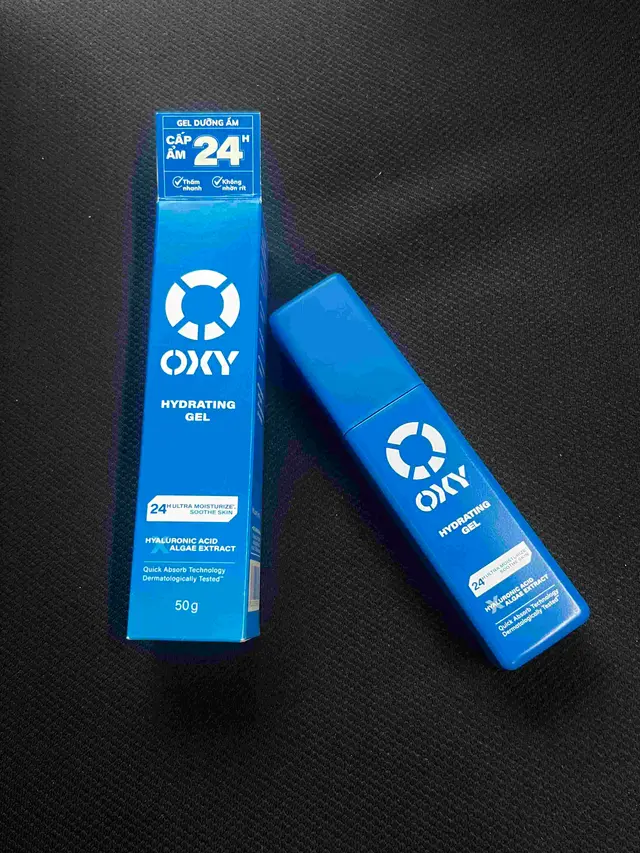 GEL DƯỠNG ẨM
CẤP
ẨM
24H
Thấm
nhanh
Không
nhờn rít
OXY
HYDRATING
GEL
24H ULTRA MOISTURIZE*,
SOOTHE SKIN
HYALURONIC ACID
X ALGAE EXTRACT
Quick Absorb Technology
Dermatologically Tested**
50 g
OXY
HYDRATING
GEL
24H ULTRA MOISTURIZE*,
SOOTHE SKIN
HYALURONIC ACID
X ALGAE EXTRACT
Quick Absorb Technology
Dermatologically Tested**